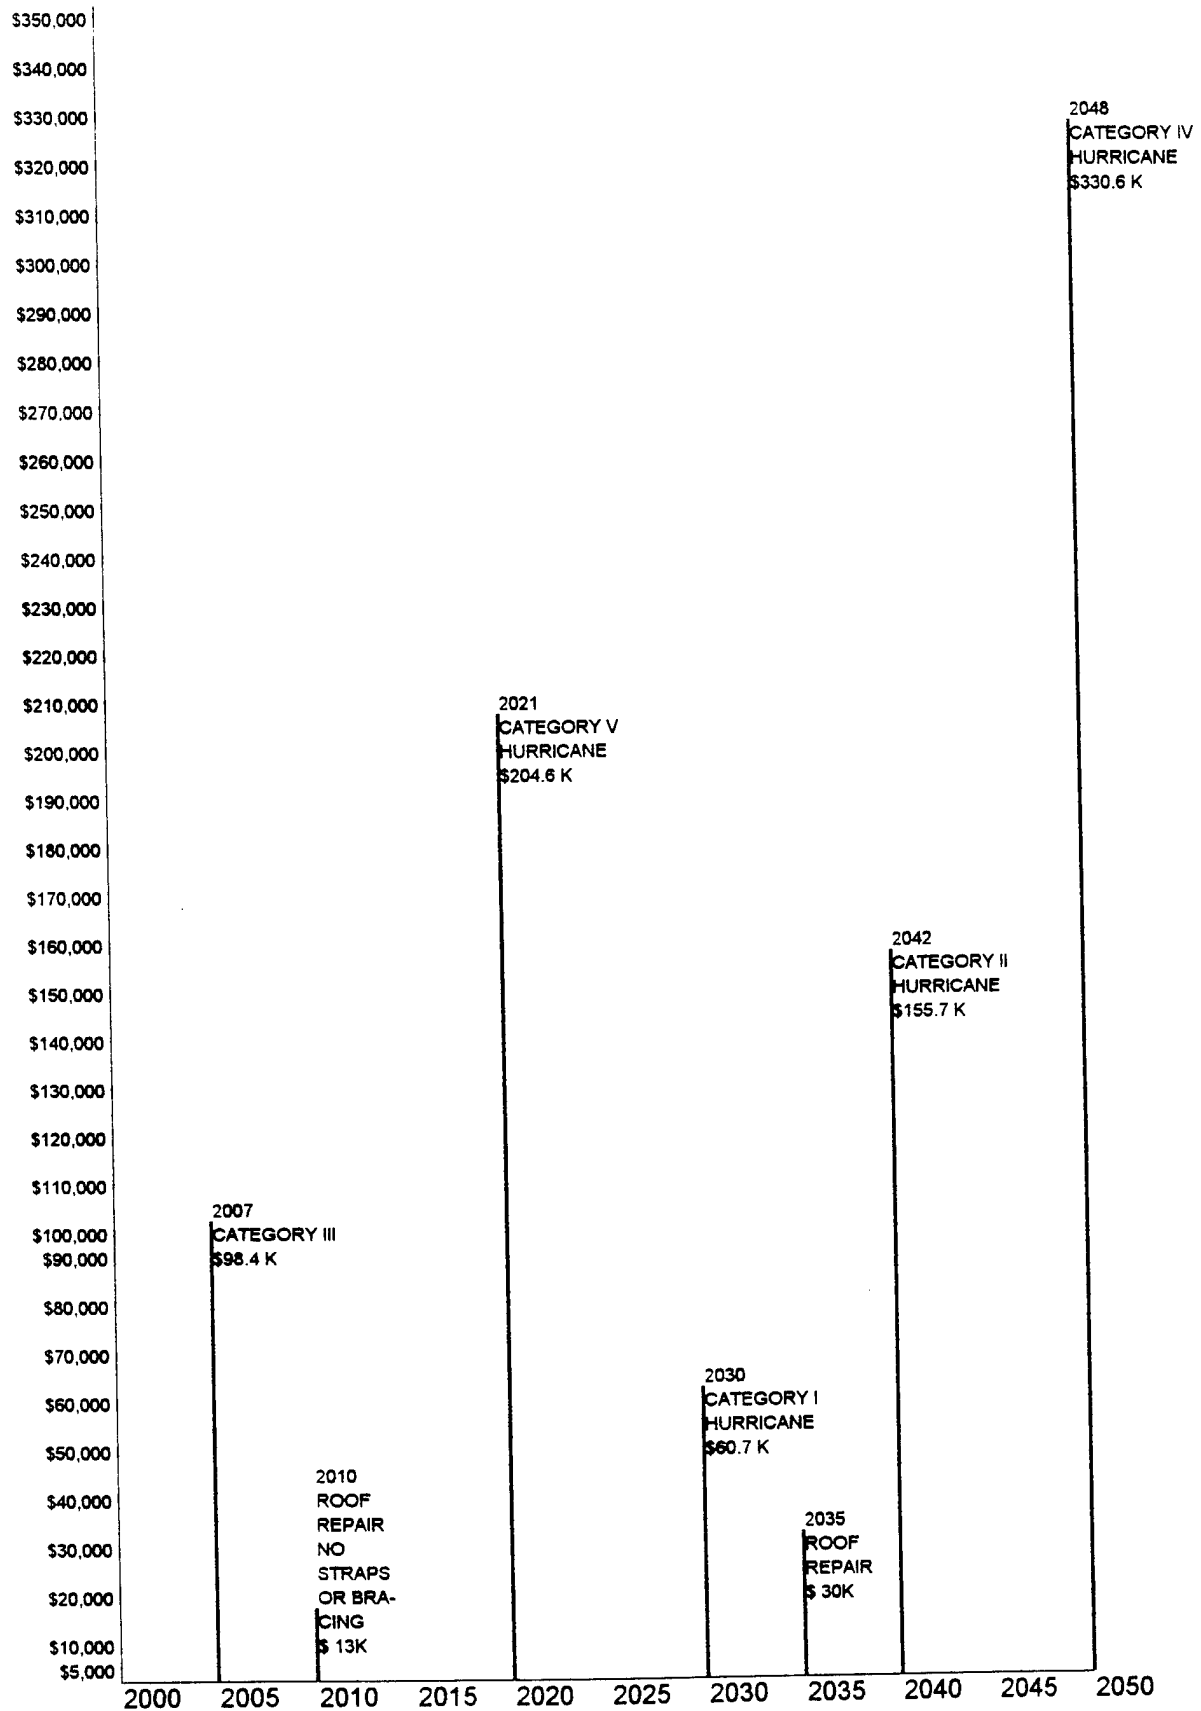 $350,000
$340,000
$330,000
$320,000
$310,000
$300,000
$290,000
$280,000
$270,000
$260,000
$250,000
$240,000
$230,000
$220,000
$210,000
$200,000
$190,000
$180,000
$170,000
$160,000
$150,000
$140,000
$130,000
$120,000
$110,000
$100,000
$90,000
$80,000
$70,000
$60,000
$50,000
$40,000
$30,000
$20,000
$10,000
$5,000
2007
CATEGORY III
$98.4 K
2010
ROOF
REPAIR
NO
STRAPS
OR BRA-
CING
$ 13K
2021
CATEGORY V
HURRICANE
$204.6 K
2030
CATEGORY I
HURRICANE
$60.7 K
2035
ROOF
REPAIR
$ 30K
2042
CATEGORY II
HURRICANE
$155.7 K
2048
CATEGORY IV
HURRICANE
$330.6 K
2000 2005 2010 2015 2020 2025 2030 2035 2040 2045 2050